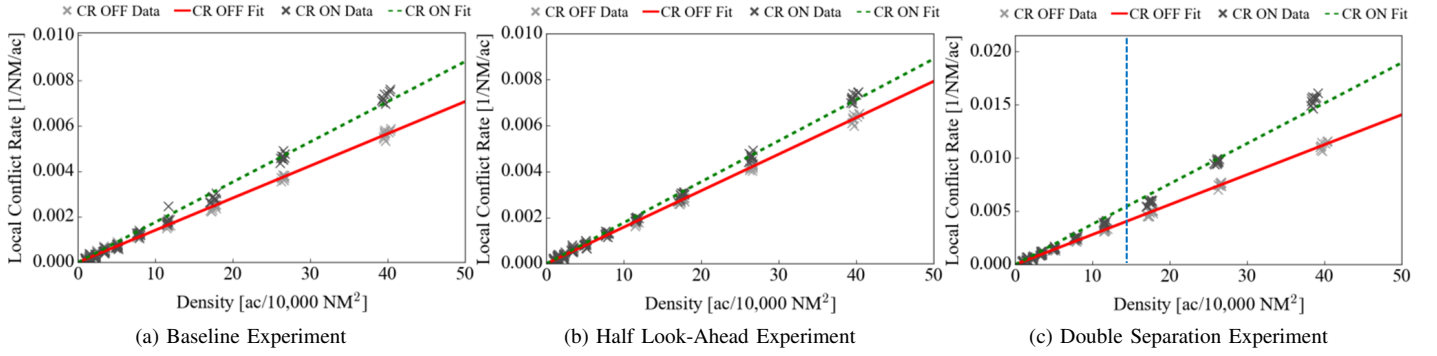 CR OFF Data CR OFF Fit CR ON Data CR ON Fit
Local Conflict Rate [1/NM/ac]
0.010
0.008
0.006
0.004
0.002
0.000
0 10 20 30 40 50
Density [ac/10,000 NM²]
(a) Baseline Experiment
CR OFF Data CR OFF Fit CR ON Data CR ON Fit
Local Conflict Rate [1/NM/ac]
0.010
0.008
0.006
0.004
0.002
0.000
0 10 20 30 40 50
Density [ac/10,000 NM²]
(b) Half Look-Ahead Experiment
CR OFF Data CR OFF Fit CR ON Data CR ON Fit
Local Conflict Rate [1/NM/ac]
0.020
0.015
0.010
0.005
0.000
0 10 20 30 40 50
Density [ac/10,000 NM²]
(c) Double Separation Experiment